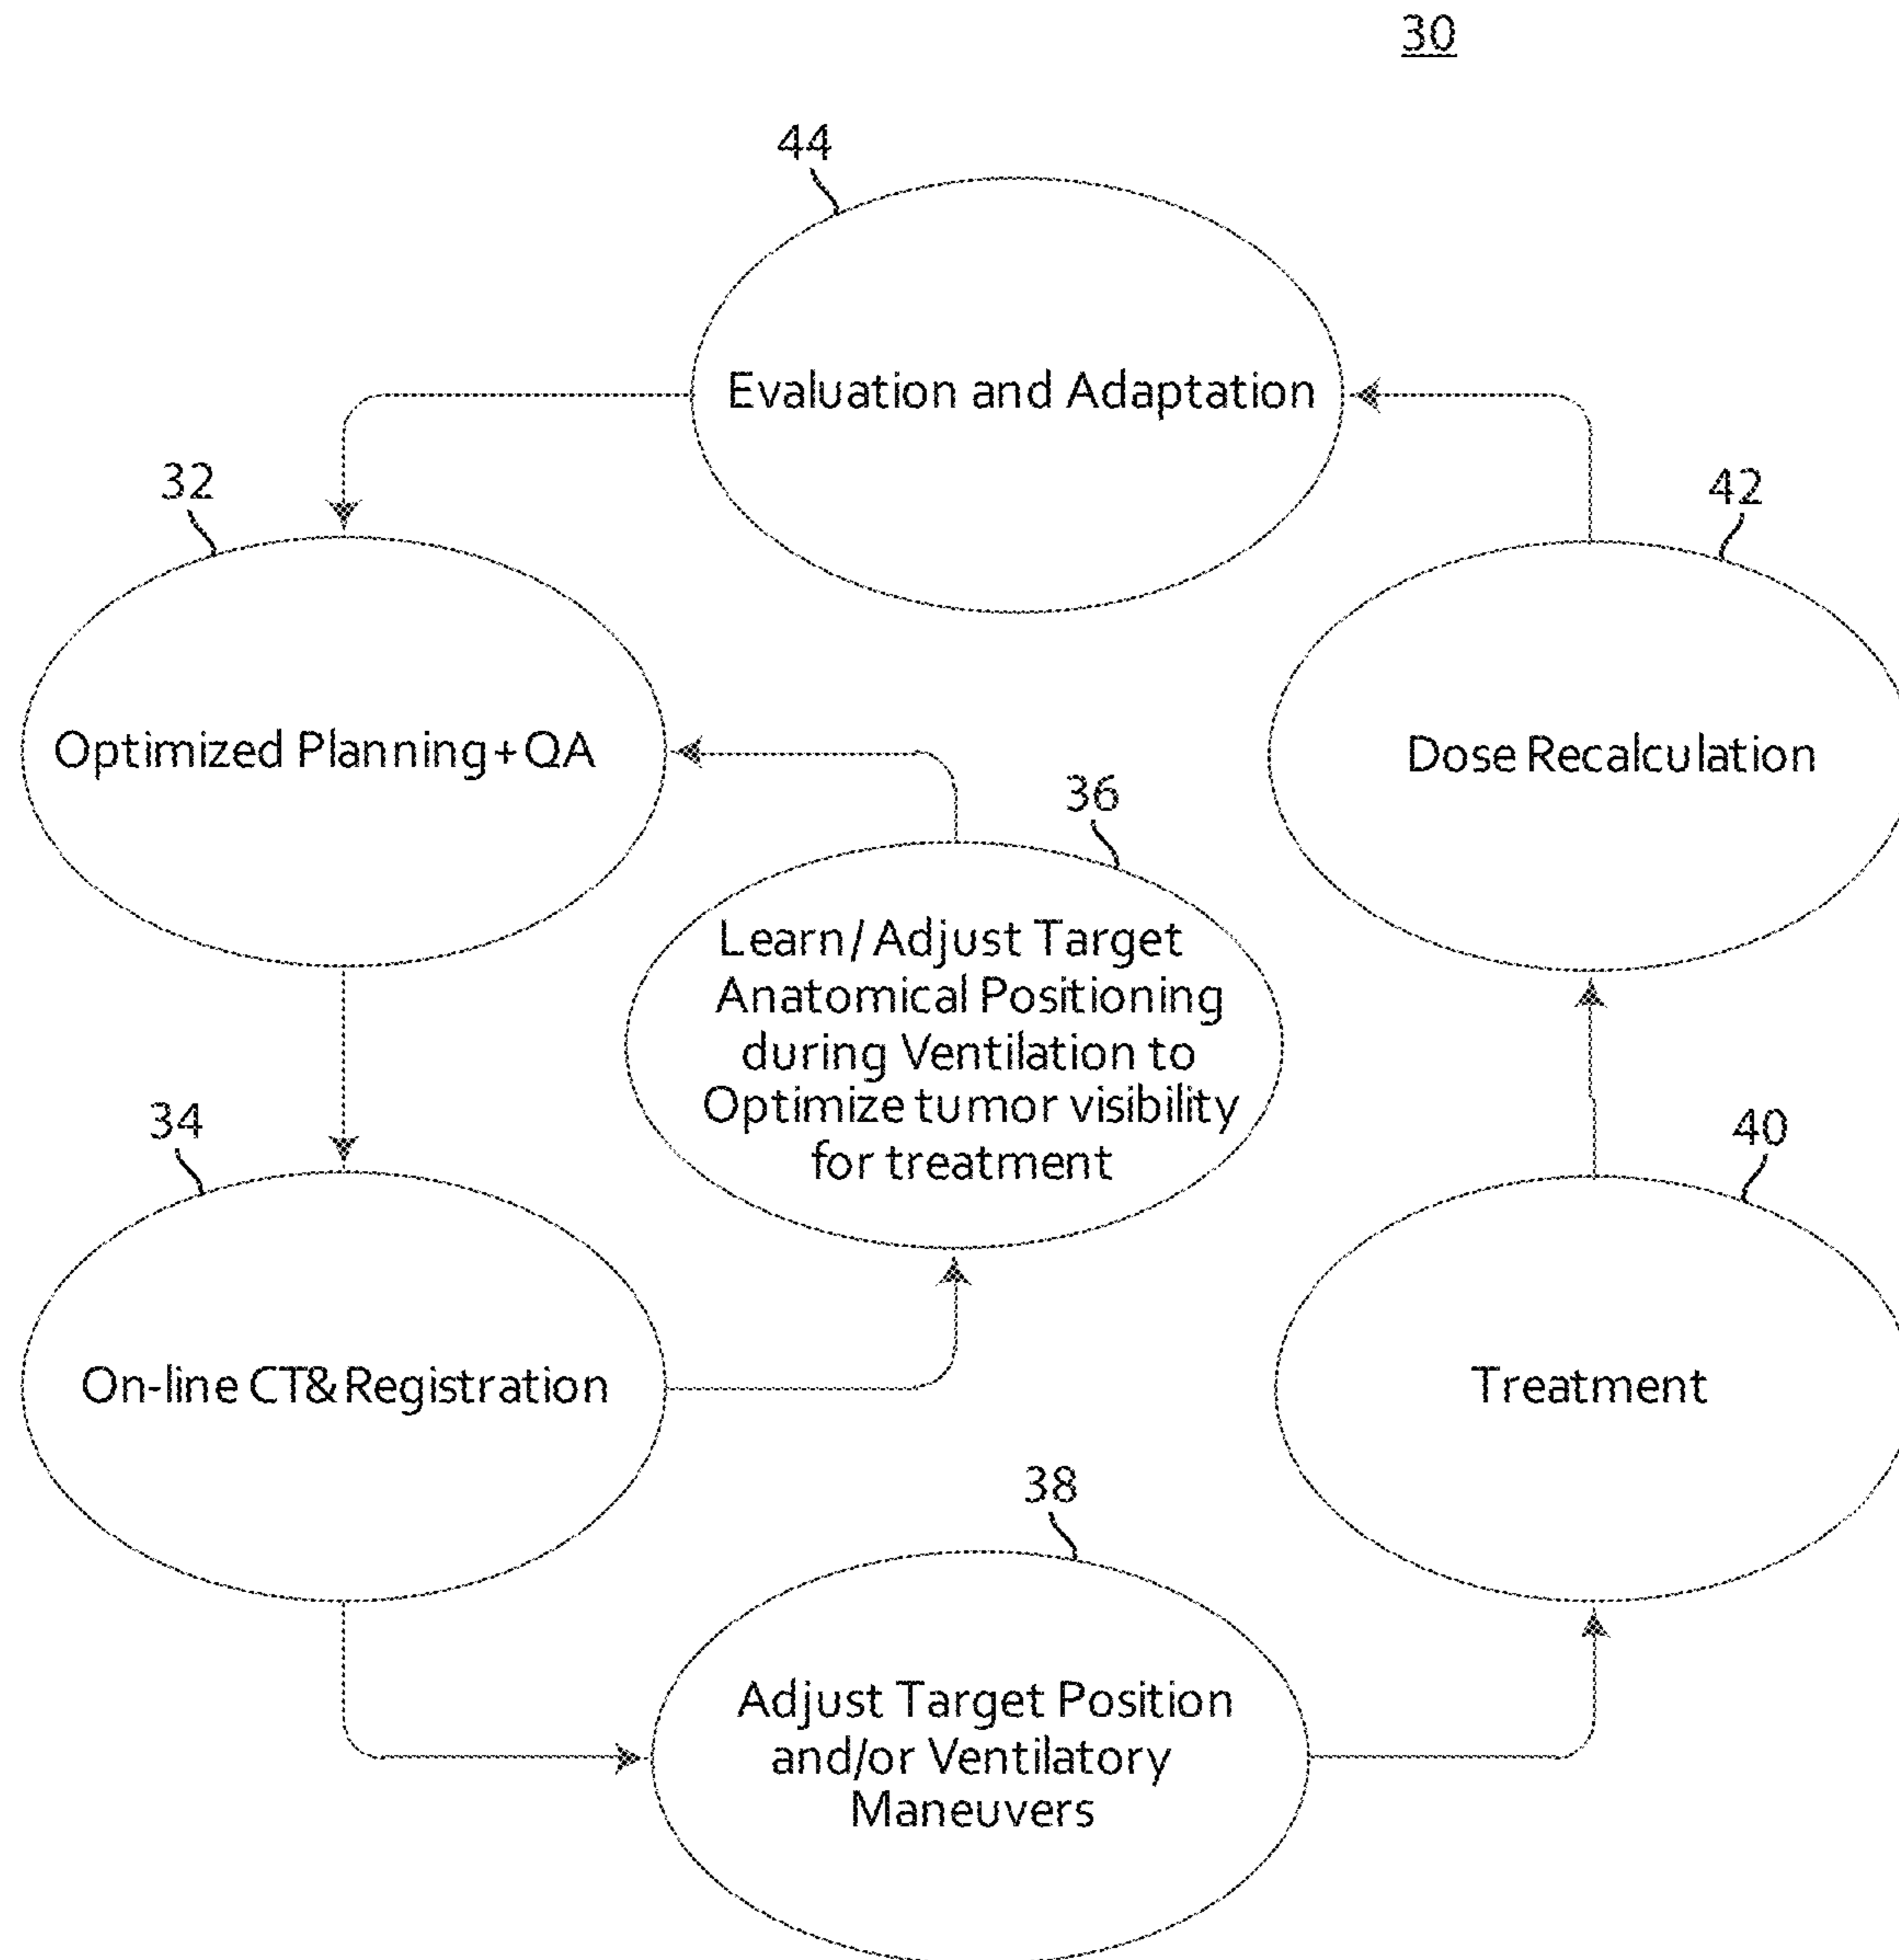 30
44
Evaluation and Adaptation
32
Optimized Planning+QA
42
Dose Recalculation
36
Learn/Adjust Target
Anatomical Positioning
during Ventilation to
Optimize tumor visibility
for treatment
34
On-line CT&Registration
40
Treatment
38
Adjust Target Position
and/or Ventilatory
Maneuvers